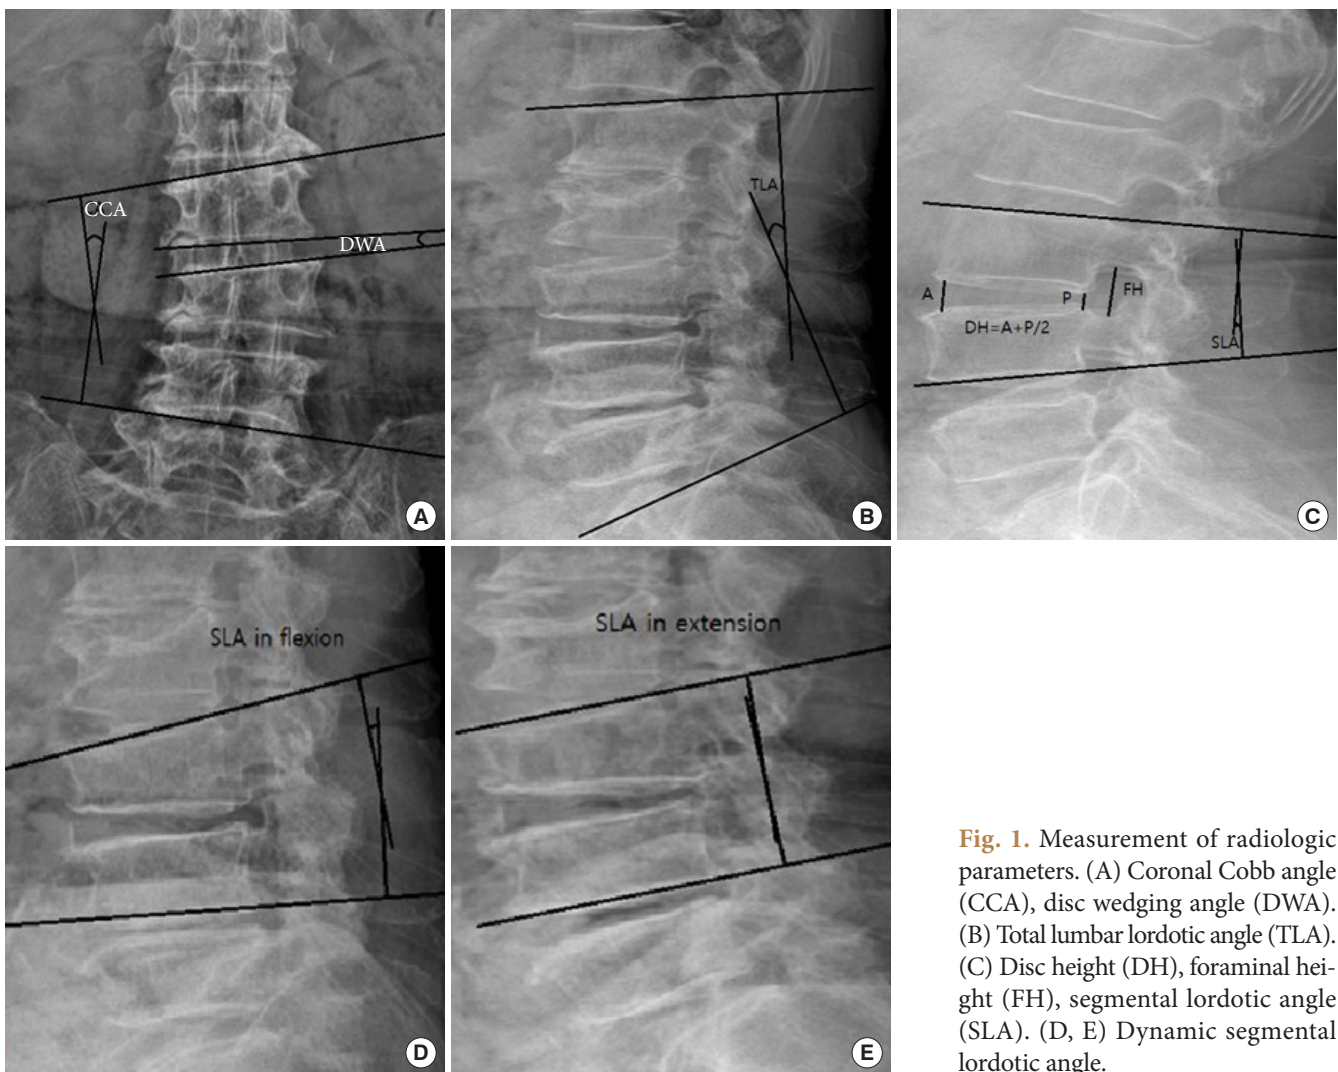 CCA
DWA
A
TLA
B
A
P
FH
DH=A+P/2
SLA
C
SLA in flexion
D
SLA in extension
E
Fig. 1. Measurement of radiologic
parameters. (A) Coronal Cobb angle
(CCA), disc wedging angle (DWA).
(B) Total lumbar lordotic angle (TLA).
(C) Disc height (DH), foraminal hei-
ght (FH), segmental lordotic angle
(SLA). (D, E) Dynamic segmental
lordotic angle.